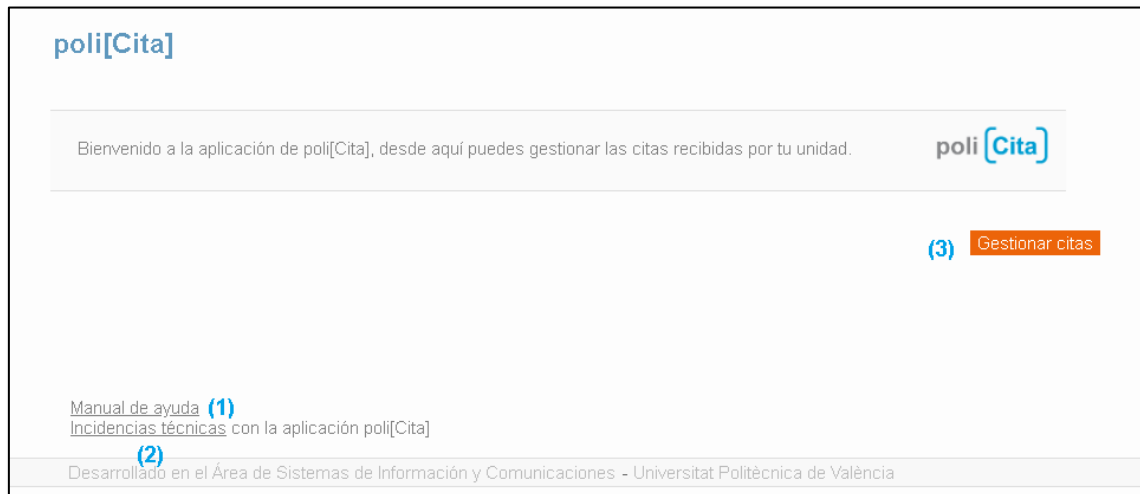 poli[Cita]
Bienvenido a la aplicación de poli[Cita], desde aquí puedes gestionar las citas recibidas por tu unidad.
poli [Cita]
(3) Gestionar citas
Manual de ayuda (1)
Incidencias técnicas con la aplicación poli[Cita]
(2)
Desarrollado en el Área de Sistemas de Información y Comunicaciones - Universitat Politècnica de València